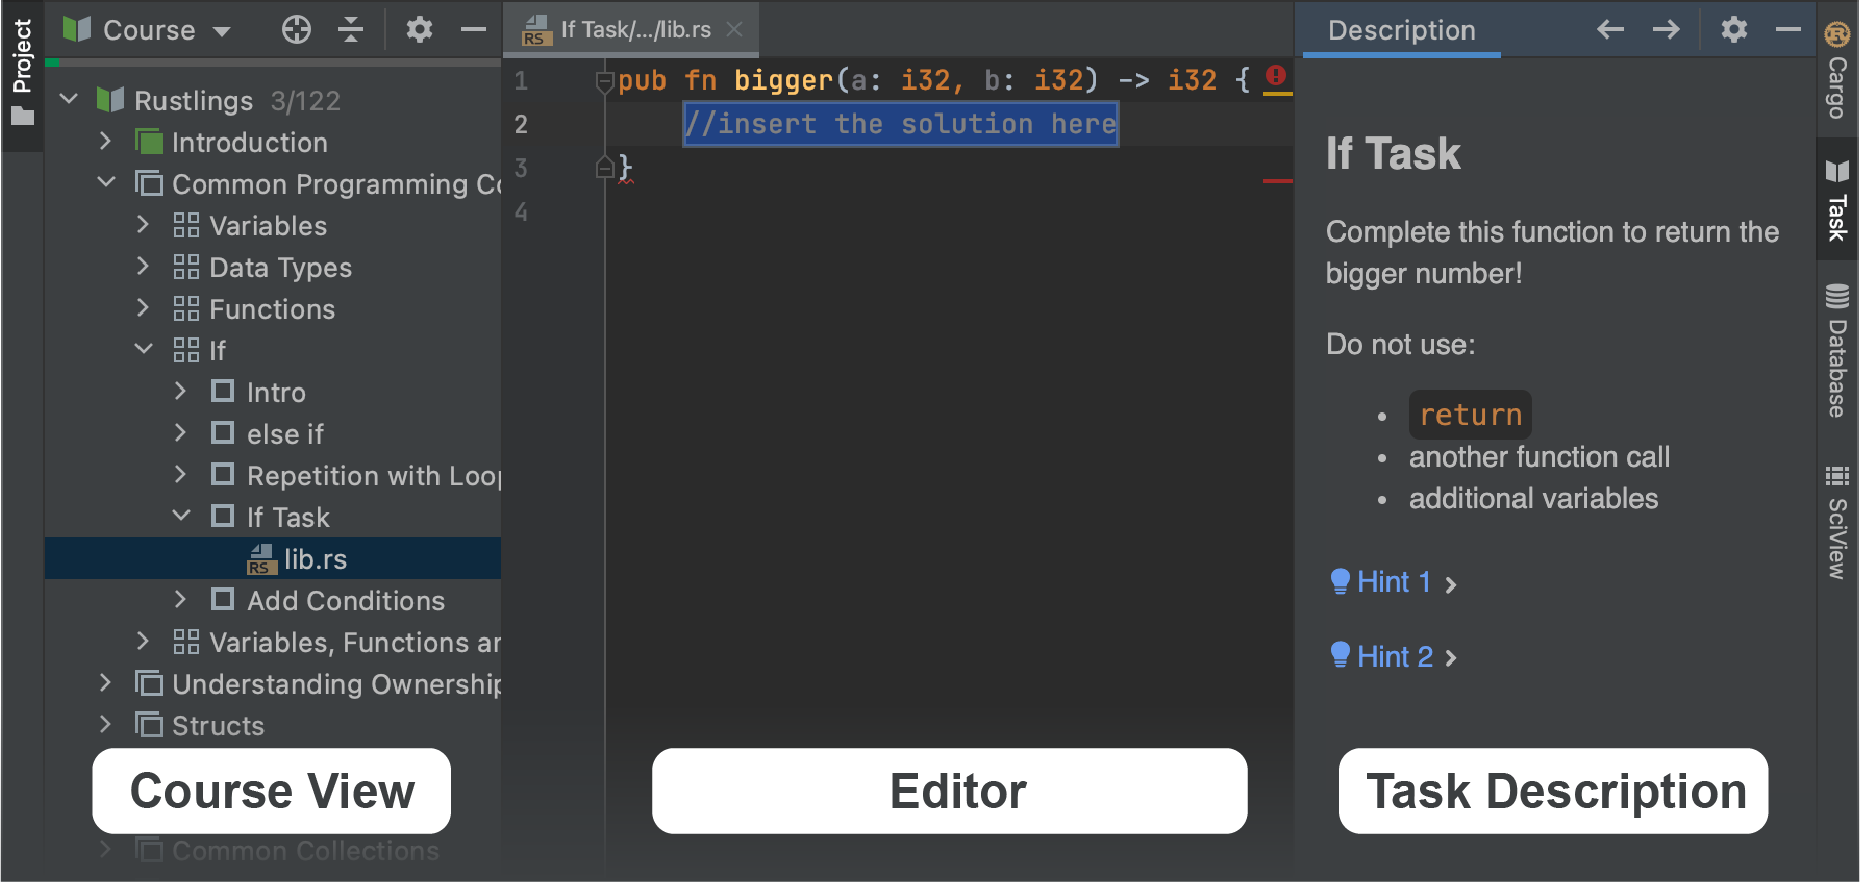 Project
Course
Rustlings 3/122
Introduction
Common Programming Co
Variables
Data Types
Functions
If
Intro
else if
Repetition with Loop
If Task
RS lib.rs
Add Conditions
Variables, Functions an
Understanding Ownership
Structs
Common Collections
Course View
RS If Task/.../lib.rs
1 pub fn bigger(a: i32, b: i32) -> i32 {
2 //insert the solution here
3 }
4
Editor
Description
If Task
Complete this function to return the
bigger number!
Do not use:
• return
• another function call
• additional variables
Hint 1
Hint 2
Task Description
Cargo
Task
Database
SciView